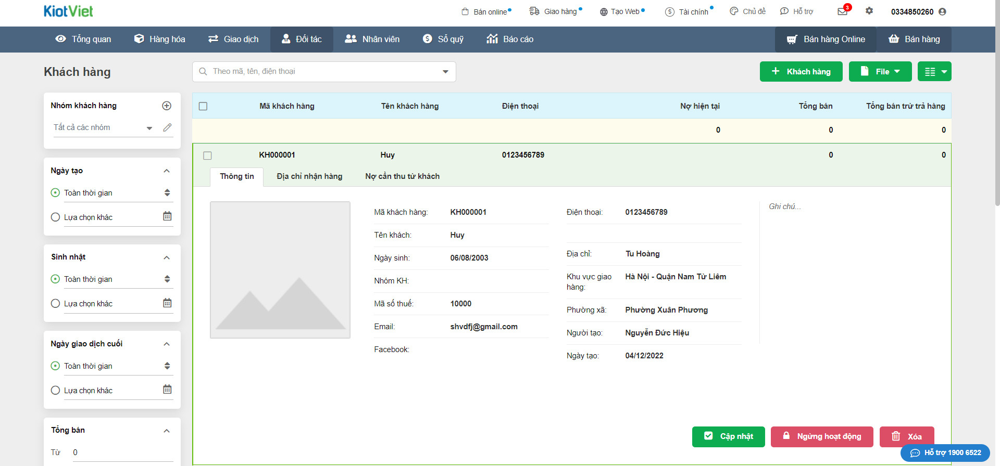 KiotViet
Bán online
Giao hàng
Tạo Web
Tài chính
Chủ đề
Hỗ trợ
3
0334850260
Tổng quan
Hàng hóa
Giao dịch
Đối tác
Nhân viên
Sổ quỹ
Báo cáo
Bán hàng Online
Bán hàng
Khách hàng
Theo mã, tên, điện thoại
Khách hàng
File
Nhóm khách hàng
Tất cả các nhóm
Ngày tạo
Toàn thời gian
Lựa chọn khác
Sinh nhật
Toàn thời gian
Lựa chọn khác
Ngày giao dịch cuối
Toàn thời gian
Lựa chọn khác
Tổng bán
Từ 0
Mã khách hàng Tên khách hàng Điện thoại Nợ hiện tại Tổng bán Tổng bán trừ trả hàng
0 0 0
KH000001 Huy 0123456789 0 0
Thông tin Địa chỉ nhận hàng Nợ cần thu từ khách
Mã khách hàng: KH000001
Tên khách: Huy
Ngày sinh: 06/08/2003
Nhóm KH:
Mã số thuế: 10000
Email: shvdfj@gmail.com
Facebook:
Điện thoại: 0123456789
Địa chỉ: Tu Hoàng
Khu vực giao hàng: Hà Nội - Quận Nam Từ Liêm
Phường xã: Phường Xuân Phương
Người tạo: Nguyễn Đức Hiệu
Ngày tạo: 04/12/2022
Ghi chú...
Cập nhật
Ngừng hoạt động
Xóa
Hỗ trợ 1900 6522